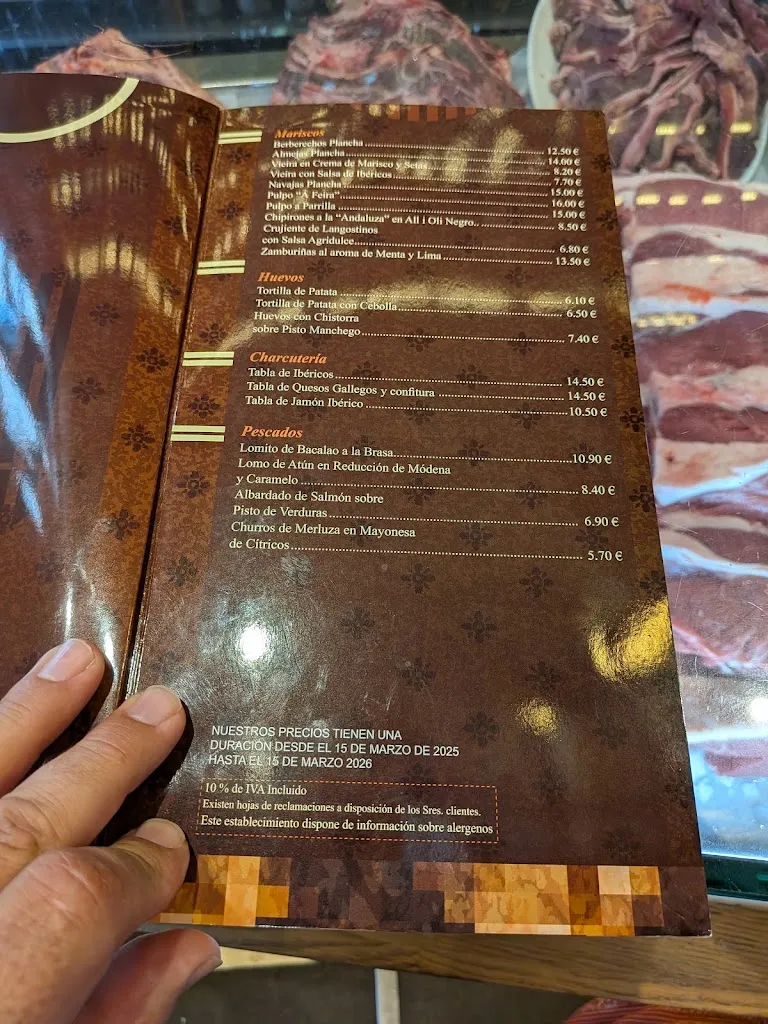 Mariscos
Berberechos Plancha 12.50 €
Almejas Plancha 14.00 €
Vieira en Crema de Marisco y Setas 8.20 €
Vieira con Salsa de Ibéricos 7.70 €
Navajas Plancha 15.00 €
Pulpo "Á Feira" 16.00 €
Pulpo a Parrilla 15.00 €
Chipirones a la "Andaluza" en All i Oli Negro.. 8.50 €
Crujiente de Langostinos
con Salsa Agridulce 6.80 €
Zamburiñas al aroma de Menta y Lima 13.50 €
Huevos
Tortilla de Patata 6.10 €
Tortilla de Patata con Cebolla 6.50 €
Huevos con Chistorra
sobre Pisto Manchego 7.40 €
Charcutería
Tabla de Ibéricos 14.50 €
Tabla de Quesos Gallegos y confitura 14.50 €
Tabla de Jamón Ibérico 10.50 €
Pescados
Lomito de Bacalao a la Brasa 10.90 €
Lomo de Atún en Reducción de Módena
y Caramelo 8.40 €
Albardado de Salmón sobre
Pisto de Verduras 6.90 €
Churros de Merluza en Mayonesa
de Cítricos 5.70 €
NUESTROS PRECIOS TIENEN UNA
DURACIÓN DESDE EL 15 DE MARZO DE 2025
HASTA EL 15 DE MARZO 2026
10 % de IVA Incluido
Existen hojas de reclamaciones a disposición de los Sres. clientes.
Este establecimiento dispone de información sobre alergenos